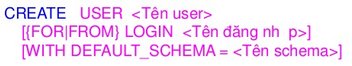 CREATE USER <Tên user>
[{FOR|FROM} LOGIN <Tên đăng nh p>]
[WITH DEFAULT_SCHEMA = <Tên schema>]